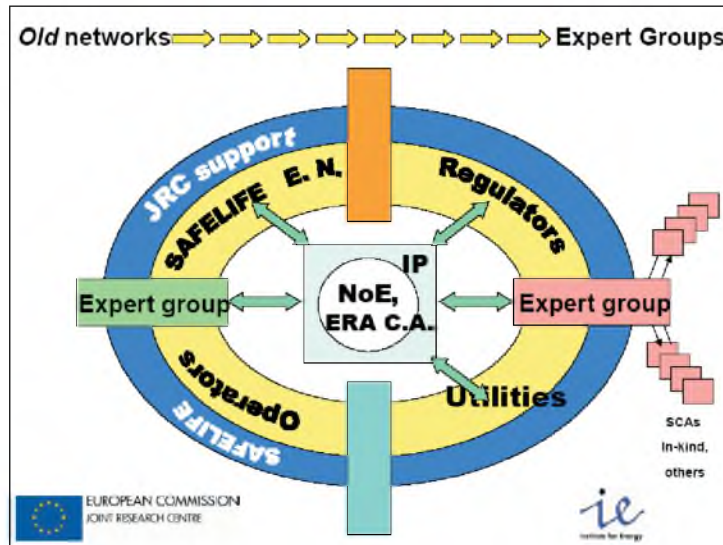 Old networks Expert Groups
JRC support
SAFELIFE E. N.
Regulators
IP
Expert group
NoE,
ERA C.A.
Expert group
Operators
Utilities
SAFELIFE
SCAs
In-kind,
others
EUROPEAN COMMISSION
JOINT RESEARCH CENTRE
ie
Institute for Energy